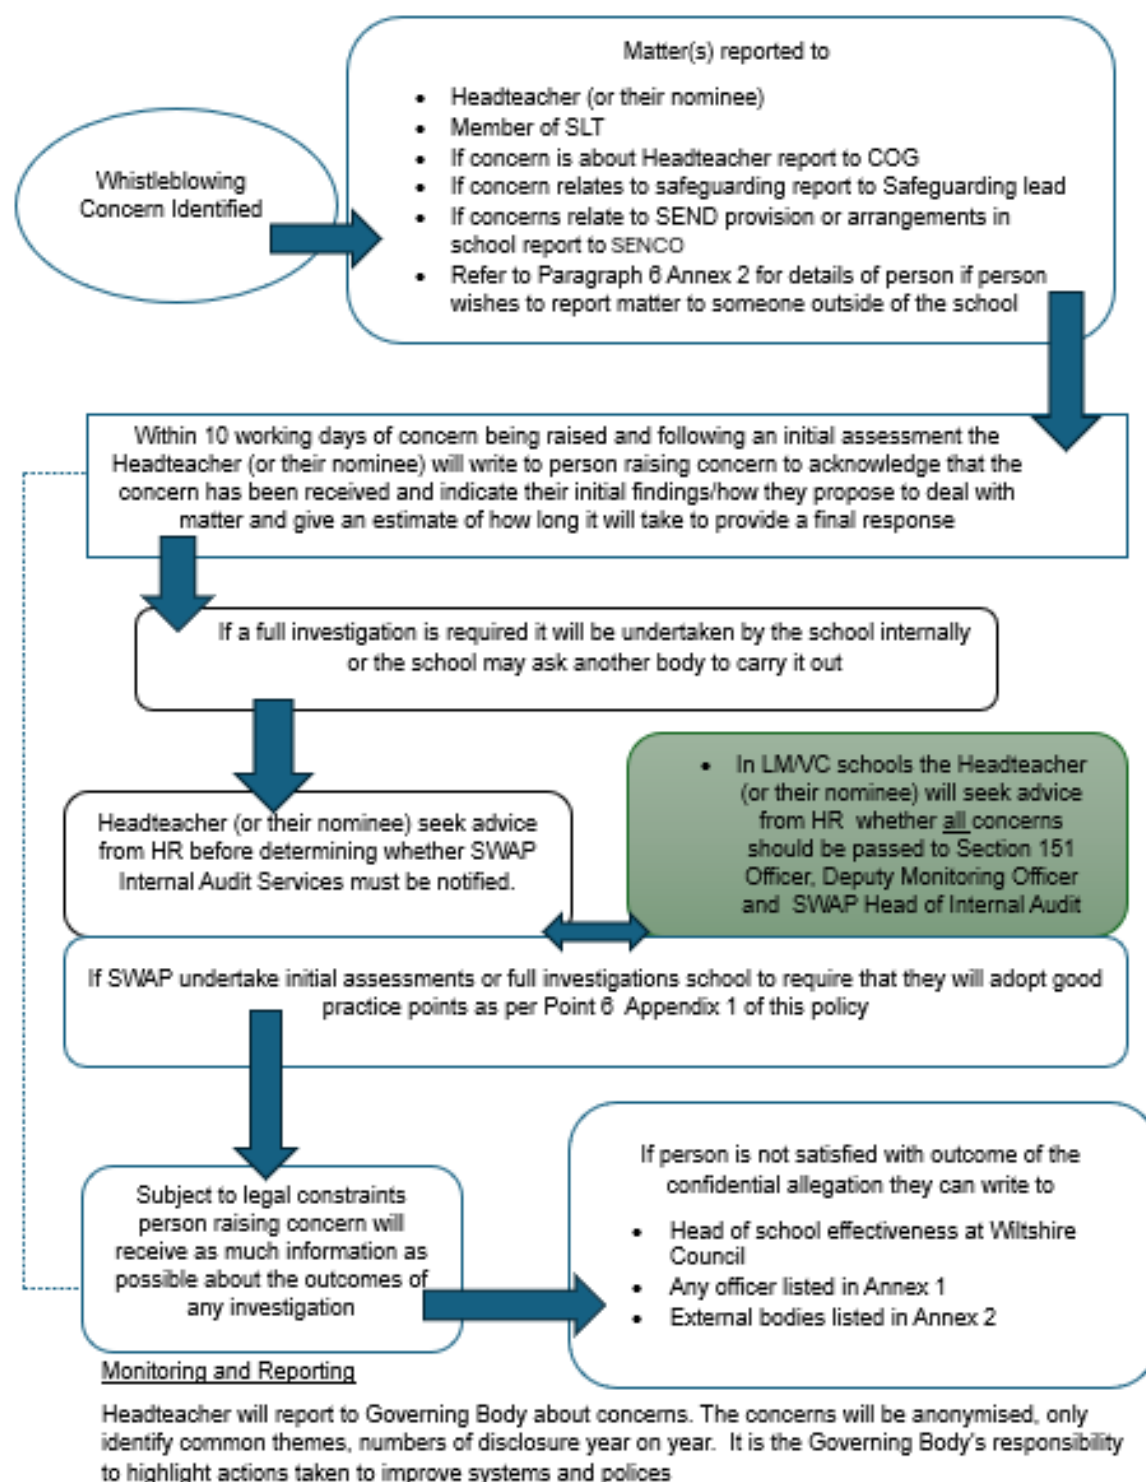 Matter(s) reported to
• Headteacher (or their nominee)
• Member of SLT
• If concern is about Headteacher report to COG
• If concern relates to safeguarding report to Safeguarding lead
• If concerns relate to SEND provision or arrangements in
school report to SENCO
• Refer to Paragraph 6 Annex 2 for details of person if person
wishes to report matter to someone outside of the school
Whistleblowing
Concern Identified
Within 10 working days of concern being raised and following an initial assessment the
Headteacher (or their nominee) will write to person raising concern to acknowledge that the
concern has been received and indicate their initial findings/how they propose to deal with
matter and give an estimate of how long it will take to provide a final response
If a full investigation is required it will be undertaken by the school internally
or the school may ask another body to carry it out
Headteacher (or their nominee) seek advice
from HR before determining whether SWAP
Internal Audit Services must be notified.
• In LM/VC schools the Headteacher
(or their nominee) will seek advice
from HR whether all concerns
should be passed to Section 151
Officer, Deputy Monitoring Officer
and SWAP Head of Internal Audit
If SWAP undertake initial assessments or full investigations school to require that they will adopt good
practice points as per Point 6 Appendix 1 of this policy
Subject to legal constraints
person raising concern will
receive as much information as
possible about the outcomes of
any investigation
If person is not satisfied with outcome of the
confidential allegation they can write to
• Head of school effectiveness at Wiltshire
Council
• Any officer listed in Annex 1
• External bodies listed in Annex 2
Monitoring and Reporting
Headteacher will report to Governing Body about concerns. The concerns will be anonymised, only
identify common themes, numbers of disclosure year on year. It is the Governing Body's responsibility
to highlight actions taken to improve systems and polices